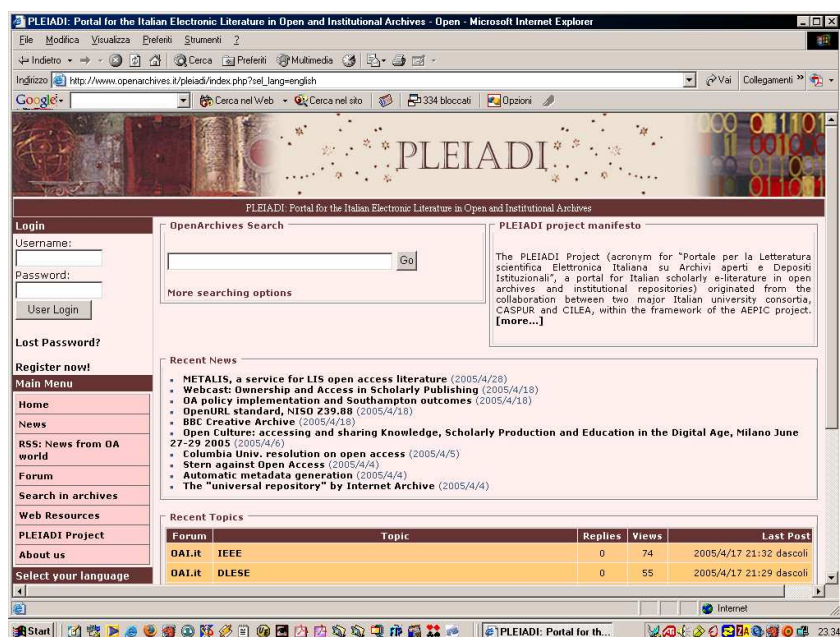 PLEIADI: Portal for the Italian Electronic Literature in Open and Institutional Archives - Open - Microsoft Internet Explorer
File Modifica Visualizza Preferiti Strumenti ?
Indietro Cerca Preferiti Multimedia
Indirizzo http://www.openarchives.it/pleiadi/index.php?sel_lang=english Vai Collegamenti »
Google Cerca nel Web Cerca nel sito 334 bloccati Opzioni
PLEIADI
PLEIADI: Portal for the Italian Electronic Literature in Open and Institutional Archives
Login
Username:
Password:
User Login
Lost Password?
Register now!
Main Menu
Home
News
RSS: News from OA
world
Forum
Search in archives
Web Resources
PLEIADI Project
About us
Select your language
OpenArchives Search
Go
More searching options
PLEIADI project manifesto
The PLEIADI Project (acronym for "Portale per la Letteratura
scientifica Elettronica Italiana su Archivi aperti e Depositi
Istituzionali", a portal for Italian scholarly e-literature in open
archives and institutional repositories) originated from the
collaboration between two major Italian university consortia,
CASPUR and CILEA, within the framework of the AEPIC project.
[more...]
Recent News
METALIS, a service for LIS open access literature (2005/4/28)
Webcast: Ownership and Access in Scholarly Publishing (2005/4/18)
OA policy implementation and Southampton outcomes (2005/4/18)
OpenURL standard, NISO Z39.88 (2005/4/18)
BBC Creative Archive (2005/4/18)
Open Culture: accessing and sharing Knowledge, Scholarly Production and Education in the Digital Age, Milano June
27-29 2005 (2005/4/6)
Columbia Univ. resolution on open access (2005/4/5)
Stern against Open Access (2005/4/4)
Automatic metadata generation (2005/4/4)
The "universal repository" by Internet Archive (2005/4/4)
Recent Topics
Forum Topic Replies Views Last Post
OAI.it IEEE 0 74 2005/4/17 21:32 dascoli
OAI.it DLESE 0 55 2005/4/17 21:29 dascoli
Internet
Start PLEIADI: Portal for th... 23.34